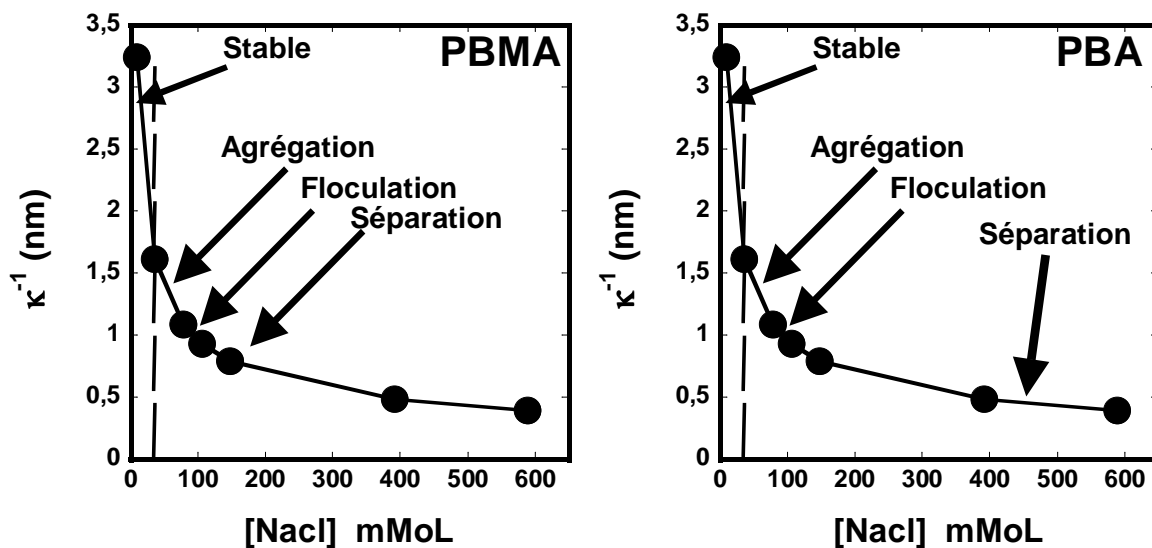 3,5
3
2,5
2
1,5
1
0,5
0
κ⁻¹ (nm)
Stable
PBMA
Agrégation
Floculation
Séparation
0 100 200 300 400 500 600
[Nacl] mMoL
3,5
3
2,5
2
1,5
1
0,5
0
κ⁻¹ (nm)
Stable
PBA
Agrégation
Floculation
Séparation
0 100 200 300 400 500 600
[Nacl] mMoL